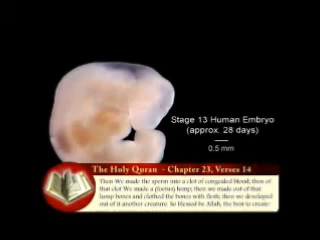 Stage 13 Human Embryo
(approx. 28 days)
0.5 mm
The Holy Quran - Chapter 23, Verses 14
Then We made the sperm into a clot of congealed blood; then of
that clot We made a (foetus) lump; then we made out of that
lump bones and clothed the bones with flesh; then we developed
out of it another creature. So blessed be Allah, the best to create!